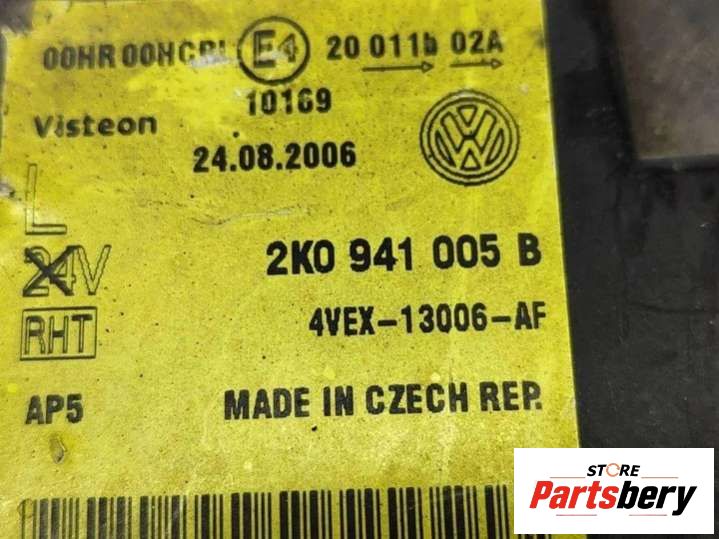 00HR 00HCRL E4 20 011b 02A
10169
Visteon
24.08.2006
L
24V
2K0 941 005 B
RHT
4VEX-13006-AF
AP5
MADE IN CZECH REP.
STORE
Partsbery